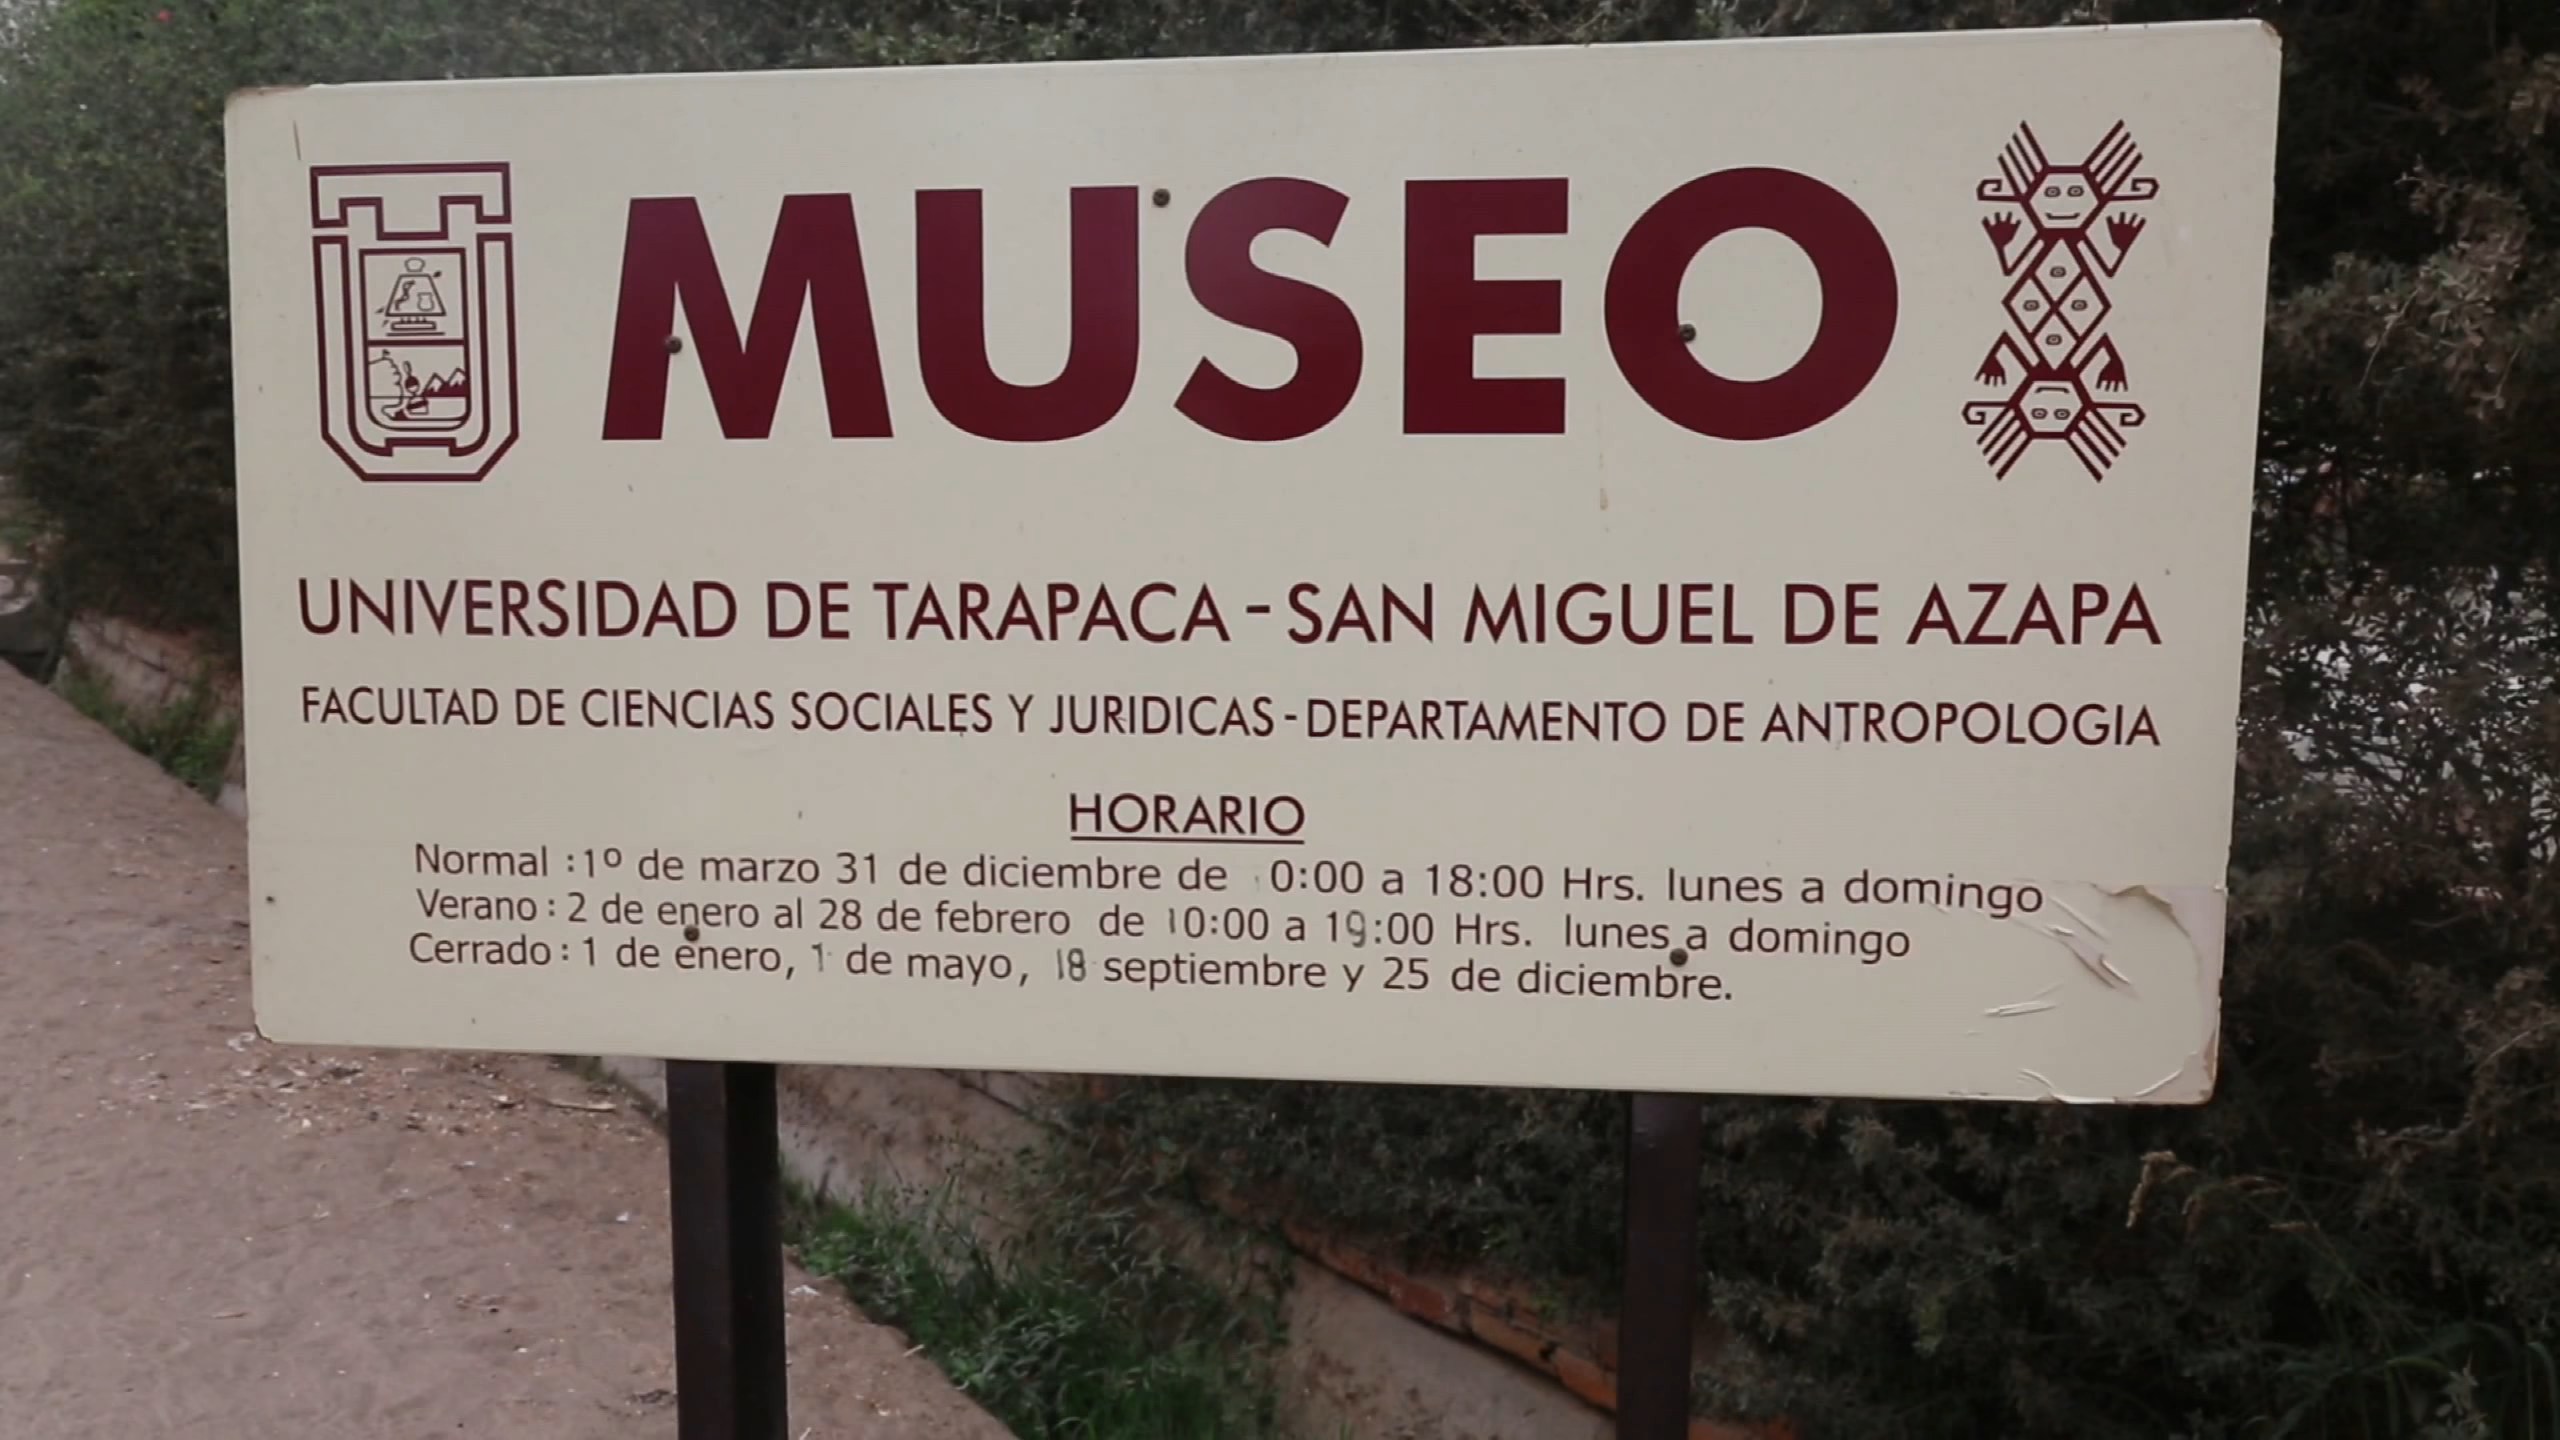 MUSEO
UNIVERSIDAD DE TARAPACA - SAN MIGUEL DE AZAPA
FACULTAD DE CIENCIAS SOCIALES Y JURIDICAS - DEPARTAMENTO DE ANTROPOLOGIA
HORARIO
Normal : 1º de marzo 31 de diciembre de 0:00 a 18:00 Hrs. lunes a domingo
Verano : 2 de enero al 28 de febrero de 10:00 a 19:00 Hrs. lunes a domingo
Cerrado : 1 de enero, 1 de mayo, 18 septiembre y 25 de diciembre.